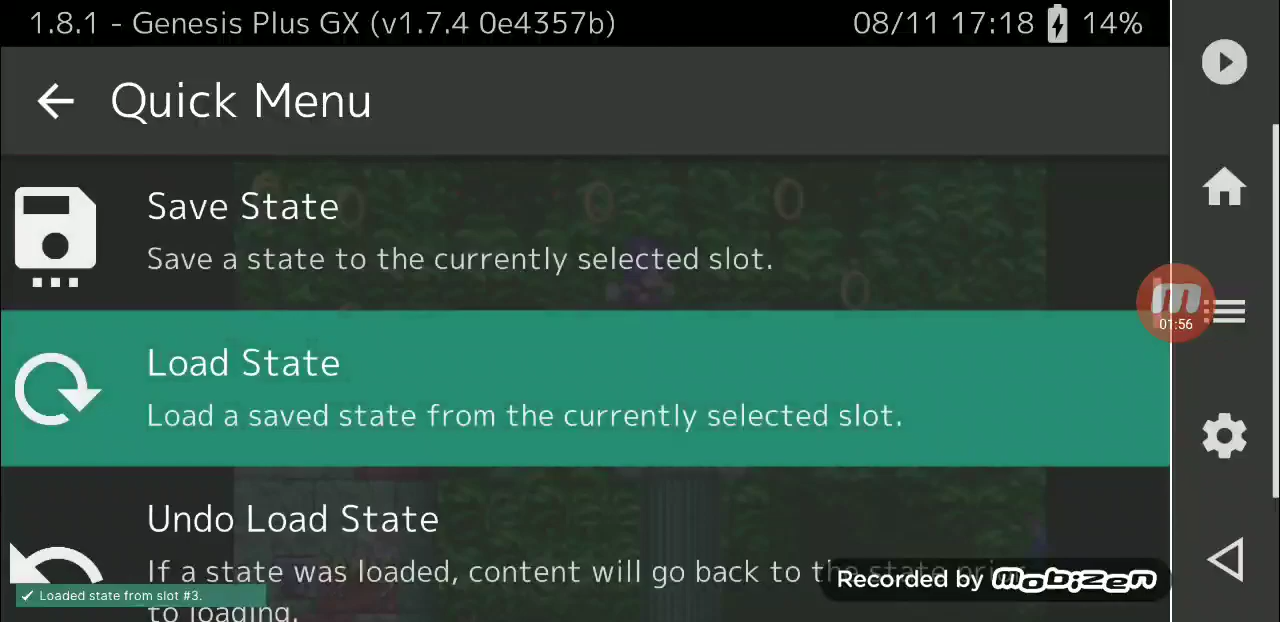 1.8.1 - Genesis Plus GX (v1.7.4 0e4357b)
08/11 17:18 14%
Quick Menu
Save State
Save a state to the currently selected slot.
01:56
Load State
Load a saved state from the currently selected slot.
Undo Load State
If a state was loaded, content will go back to the state prior
Recorded by mobizen
Loaded state from slot #3.
to loading.